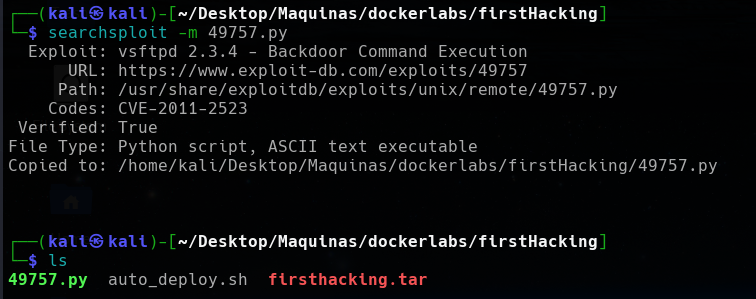 ┌──(kali㉿kali)-[~/Desktop/Maquinas/dockerlabs/firstHacking]
└─$ searchsploit -m 49757.py
  Exploit: vsftpd 2.3.4 - Backdoor Command Execution
      URL: https://www.exploit-db.com/exploits/49757
     Path: /usr/share/exploitdb/exploits/unix/remote/49757.py
    Codes: CVE-2011-2523
 Verified: True
File Type: Python script, ASCII text executable
Copied to: /home/kali/Desktop/Maquinas/dockerlabs/firstHacking/49757.py
┌──(kali㉿kali)-[~/Desktop/Maquinas/dockerlabs/firstHacking]
└─$ ls
49757.py  auto_deploy.sh  firsthacking.tar